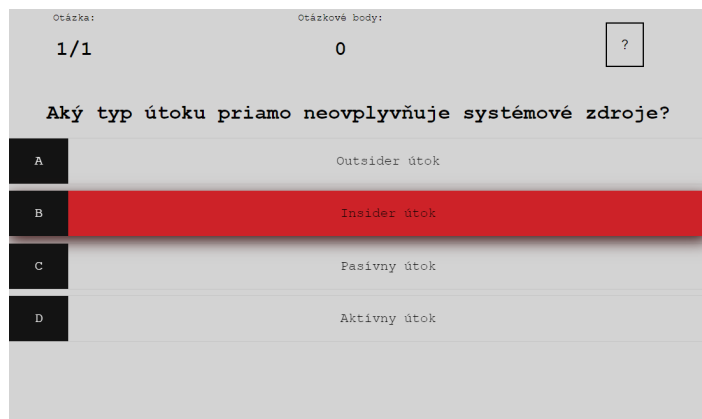 Otázka:
Otázkové body:
1/1
0
?
Aký typ útoku priamo neovplyvňuje systémové zdroje?
A
Outsider útok
B
Insider útok
C
Pasívny útok
D
Aktívny útok